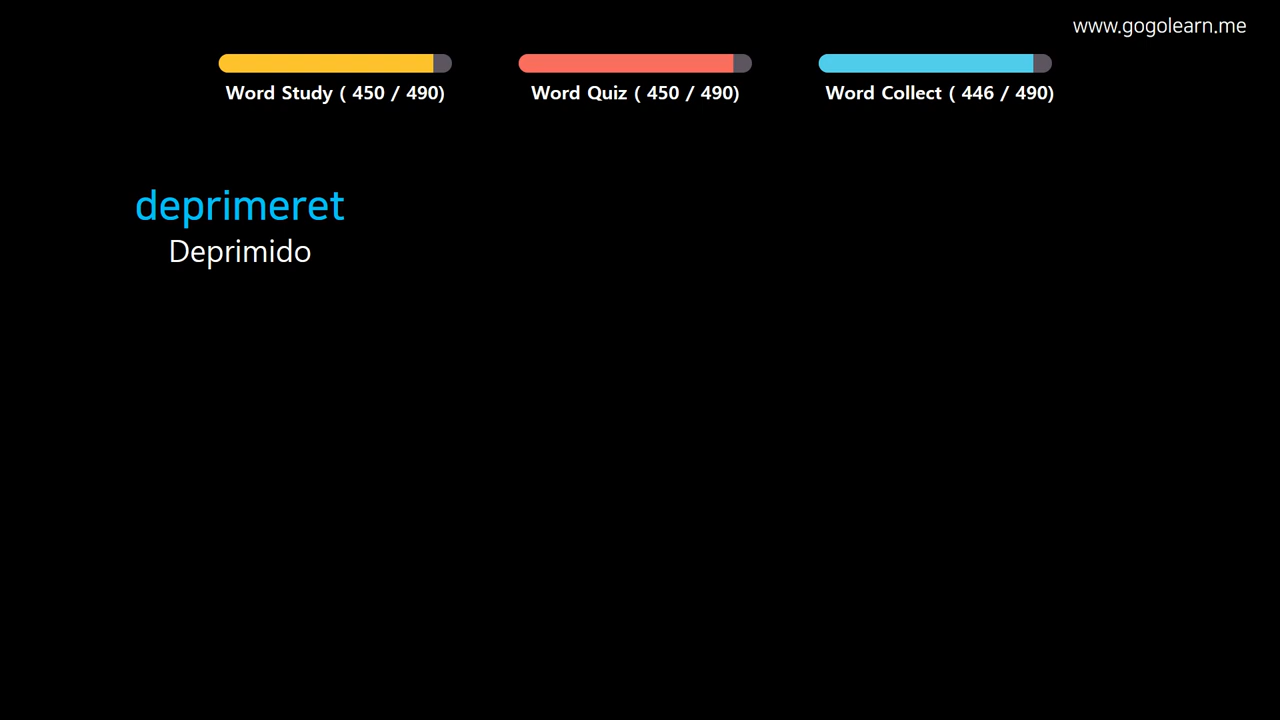 www.gogolearn.me
Word Study ( 450 / 490)
Word Quiz ( 450 / 490)
Word Collect ( 446 / 490)
deprimeret
Deprimido